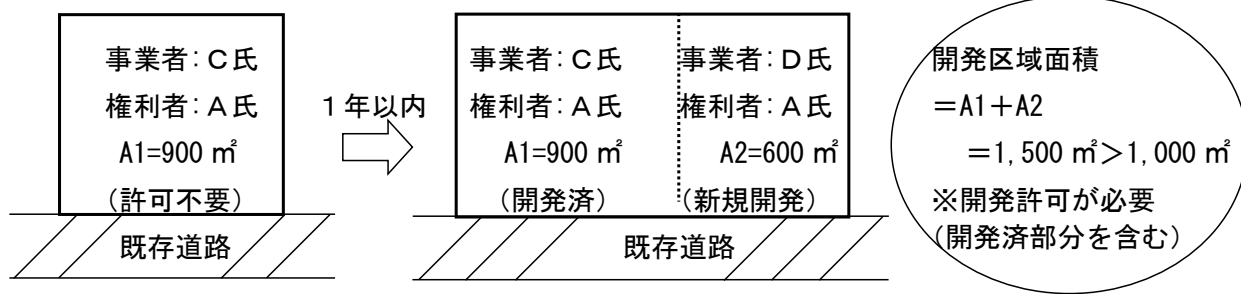 事業者：C氏
権利者：A氏
A1=900 ㎡
(許可不要)
既存道路
1年以内
事業者：C氏
権利者：A氏
A1=900 ㎡
(開発済)
事業者：D氏
権利者：A氏
A2=600 ㎡
(新規開発)
既存道路
開発区域面積
=A1＋A2
=1,500 ㎡＞1,000 ㎡
※開発許可が必要
(開発済部分を含む)